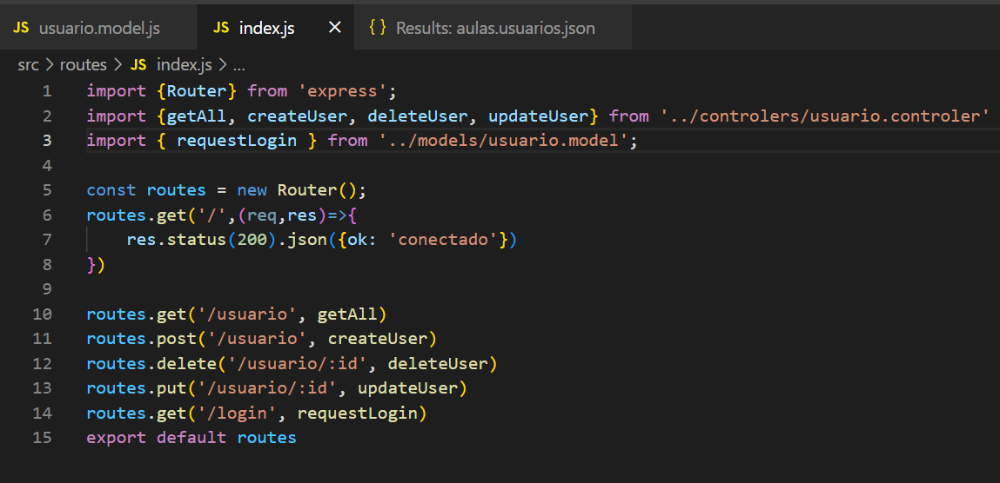 JS usuario.model.js JS index.js × {} Results: aulas.usuarios.json
src > routes > JS index.js > ...
1 import {Router} from 'express';
2 import {getAll, createUser, deleteUser, updateUser} from '../controlers/usuario.controler'
3 import { requestLogin } from '../models/usuario.model';
4
5 const routes = new Router();
6 routes.get('/',(req,res)=>{
7     res.status(200).json({ok: 'conectado'})
8 })
9
10 routes.get('/usuario', getAll)
11 routes.post('/usuario', createUser)
12 routes.delete('/usuario/:id', deleteUser)
13 routes.put('/usuario/:id', updateUser)
14 routes.get('/login', requestLogin)
15 export default routes